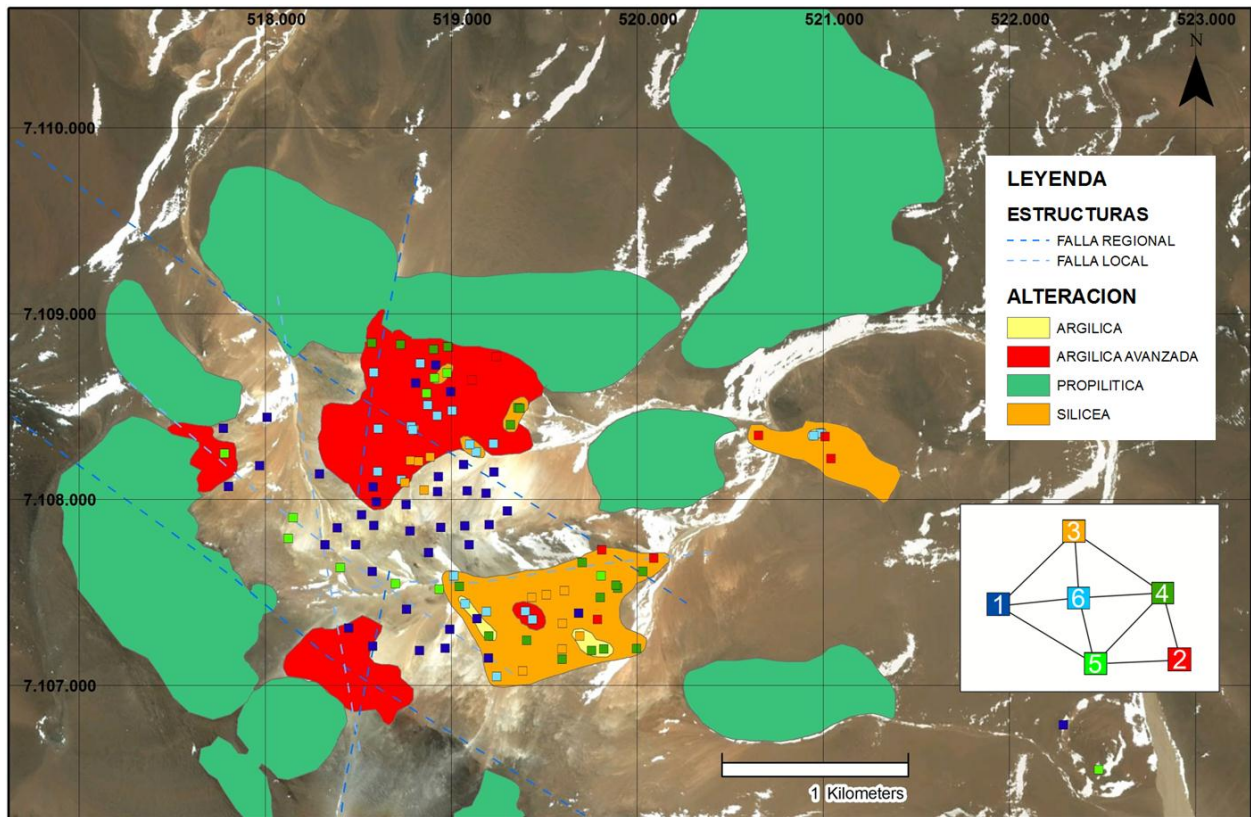 518.000 519.000 520.000 521.000 522.000 523.000
N
7.110.000
7.109.000
7.108.000
7.107.000
LEYENDA
ESTRUCTURAS
FALLA REGIONAL
FALLA LOCAL
ALTERACION
ARGILICA
ARGILICA AVANZADA
PROPILITICA
SILICEA
3
1
6
4
5
2
1 Kilometers